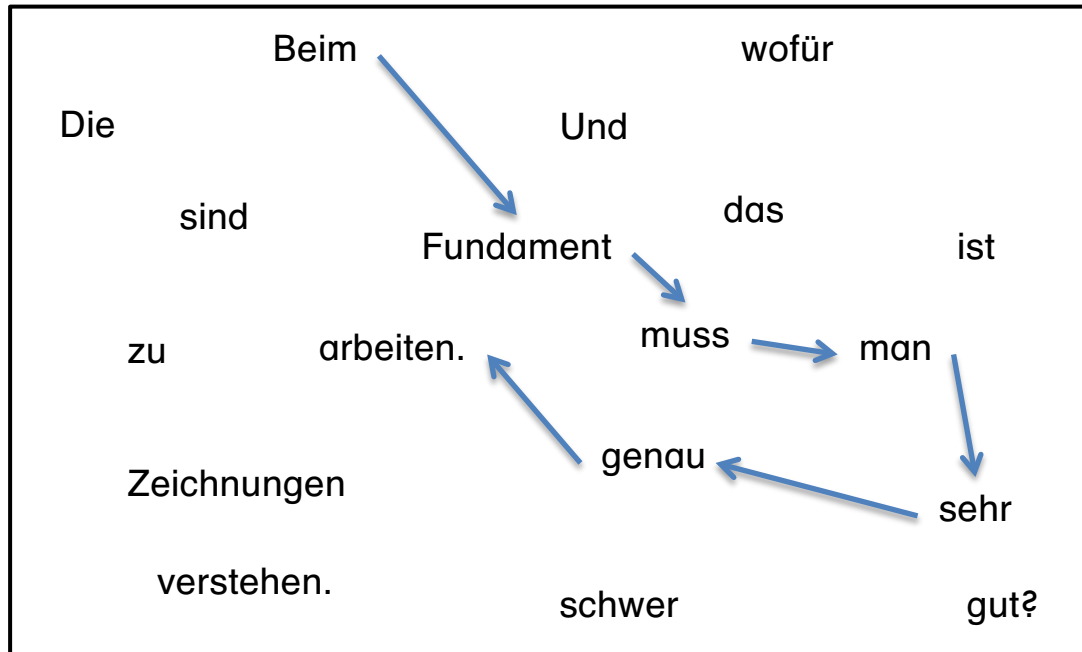 Beim wofür
Die Und
sind das
Fundament ist
zu arbeiten. muss man
genau
Zeichnungen sehr
verstehen. schwer gut?